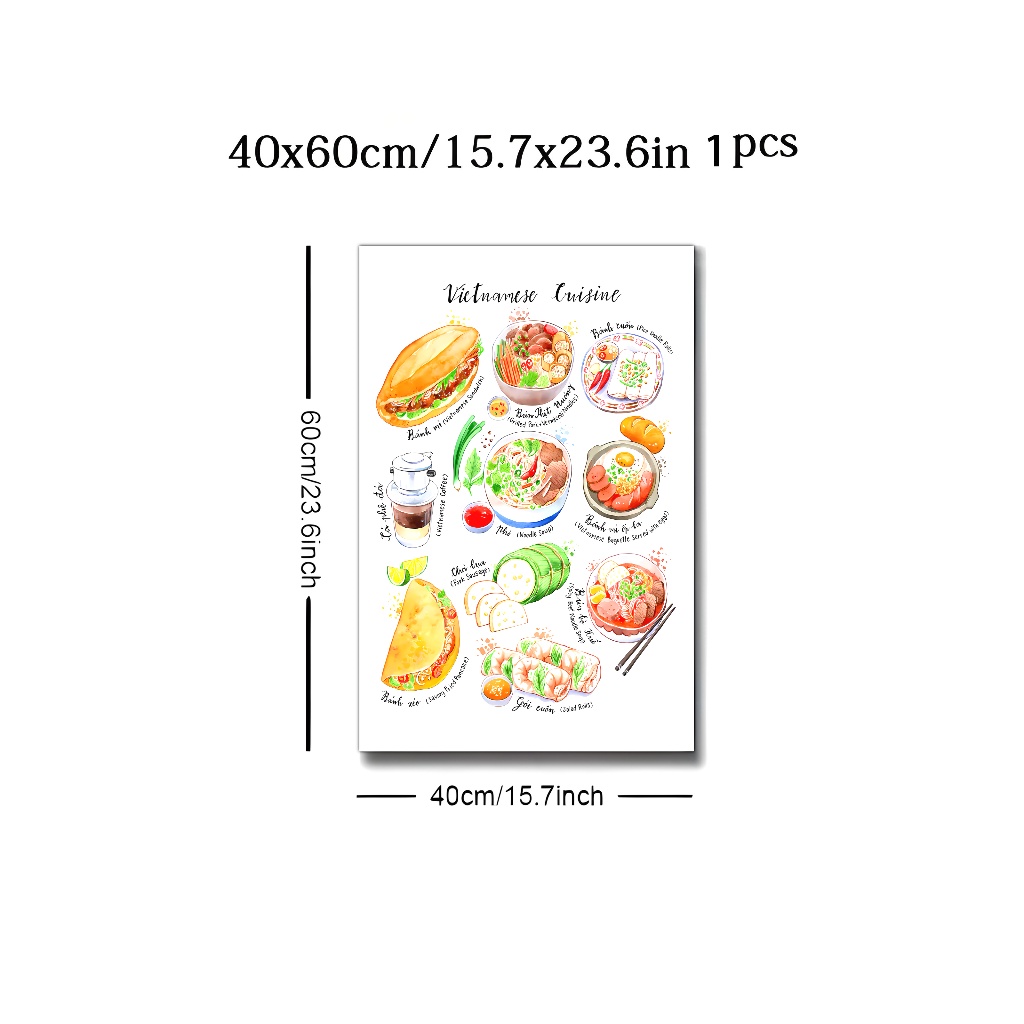 40x60cm/15.7x23.6in 1pcs
60cm/23.6inch
Vietnamese Cuisine
Bánh mì (Vietnamese Sandwich)
Bún Thịt Nướng
(Grilled Pork Vermicelli Noodles)
Bánh cuốn
Cà phê đá
(Vietnamese Coffee)
Phở (Noodle Soup)
Bánh mì ốp la
(Vietnamese Baguette Served with Eggs)
Chả lụa
(Pork Sausage)
Bún bò Huế
(Spicy Beef Noodle Soup)
Bánh xèo (Savory Fried Pancake)
Gỏi cuốn (Salad Rolls)
40cm/15.7inch